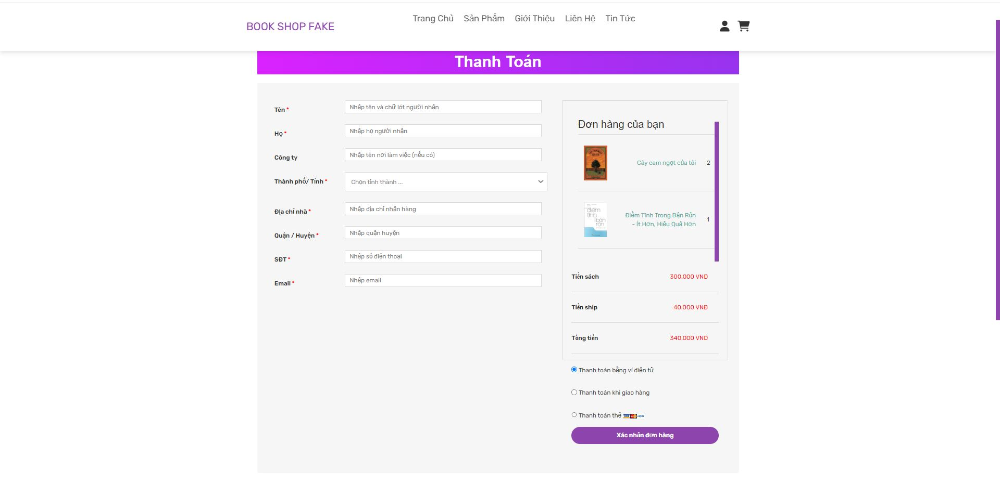 BOOK SHOP FAKE
Trang Chủ
Sản Phẩm
Giới Thiệu
Liên Hệ
Tin Tức
Thanh Toán
Tên *
Nhập tên và chữ lót người nhận
Họ *
Nhập họ người nhận
Công ty
Nhập tên nơi làm việc (nếu có)
Thành phố/ Tỉnh *
Chọn tỉnh thành ...
Địa chỉ nhà *
Nhập địa chỉ nhận hàng
Quận / Huyện *
Nhập quận huyện
SĐT *
Nhập số điện thoại
Email *
Nhập email
Đơn hàng của bạn
Cây cam ngọt của tôi
2
điềm
tĩnh
bận
rộn
Điềm Tĩnh Trong Bận Rộn
- Ít Hơn, Hiệu Quả Hơn
1
Tiền sách
300.000 VND
Tiền ship
40.000 VNĐ
Tổng tiền
340.000 VND
Thanh toán bằng ví điện tử
Thanh toán khi giao hàng
Thanh toán thẻ
VISA
Xác nhận đơn hàng